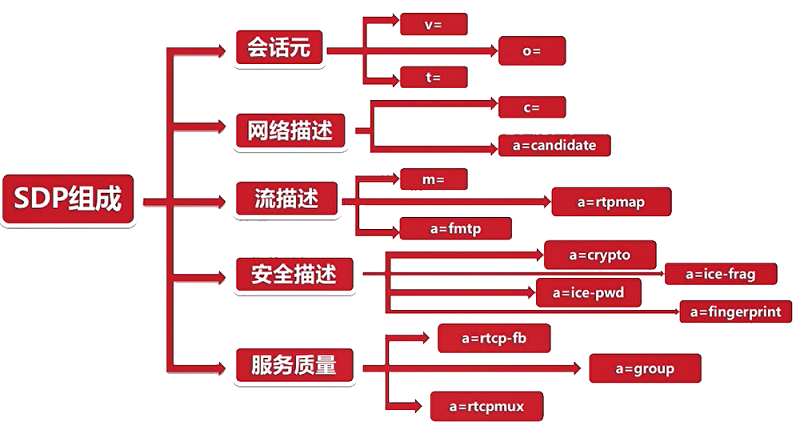 SDP组成
会话元
v=
o=
t=
网络描述
c=
a=candidate
流描述
m=
a=rtpmap
a=fmtp
安全描述
a=crypto
a=ice-frag
a=ice-pwd
a=fingerprint
服务质量
a=rtcp-fb
a=group
a=rtcpmux